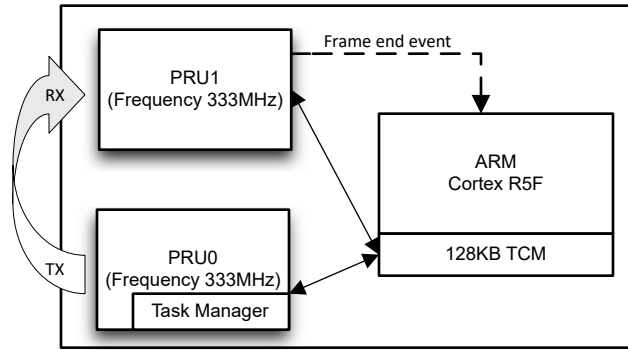 Frame end event
RX
PRU1
(Frequency 333MHz)
ARM
Cortex R5F
128KB TCM
TX
PRU0
(Frequency 333MHz)
Task Manager